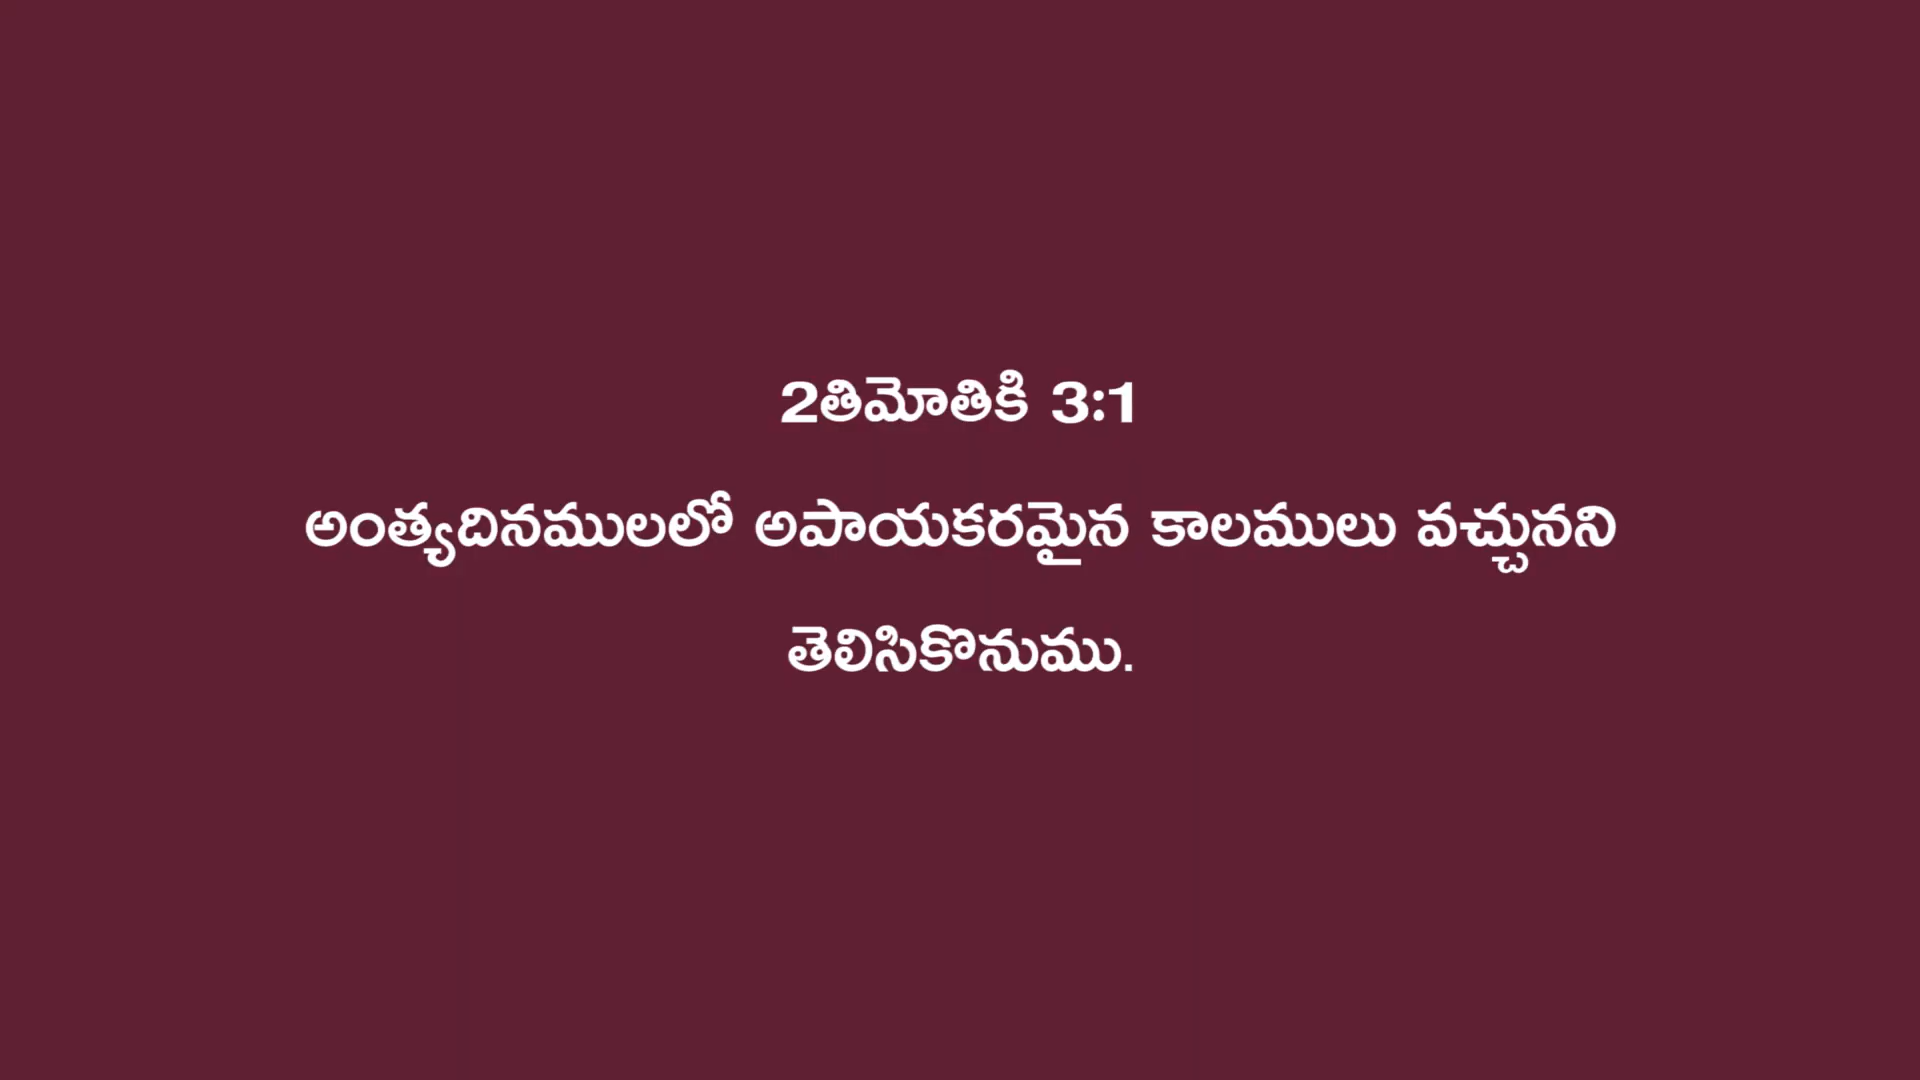 2తిమోతికి 3:1
అంత్యదినములలో అపాయకరమైన కాలములు వచ్చునని
తెలిసికొనుము.